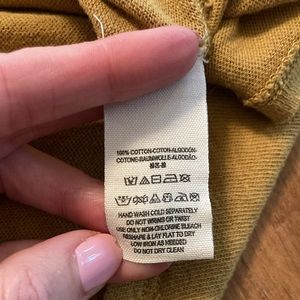 100% COTTON-COTON-ALGODÓN-
COTONE-BAUMWOLLE-ALGODÃO-
HAND WASH COLD SEPARATELY
DO NOT WRING OR TWIST
USE ONLY NON-CHLORINE BLEACH
RESHAPE & LAY FLAT TO DRY
LOW IRON AS NEEDED
DO NOT DRY CLEAN